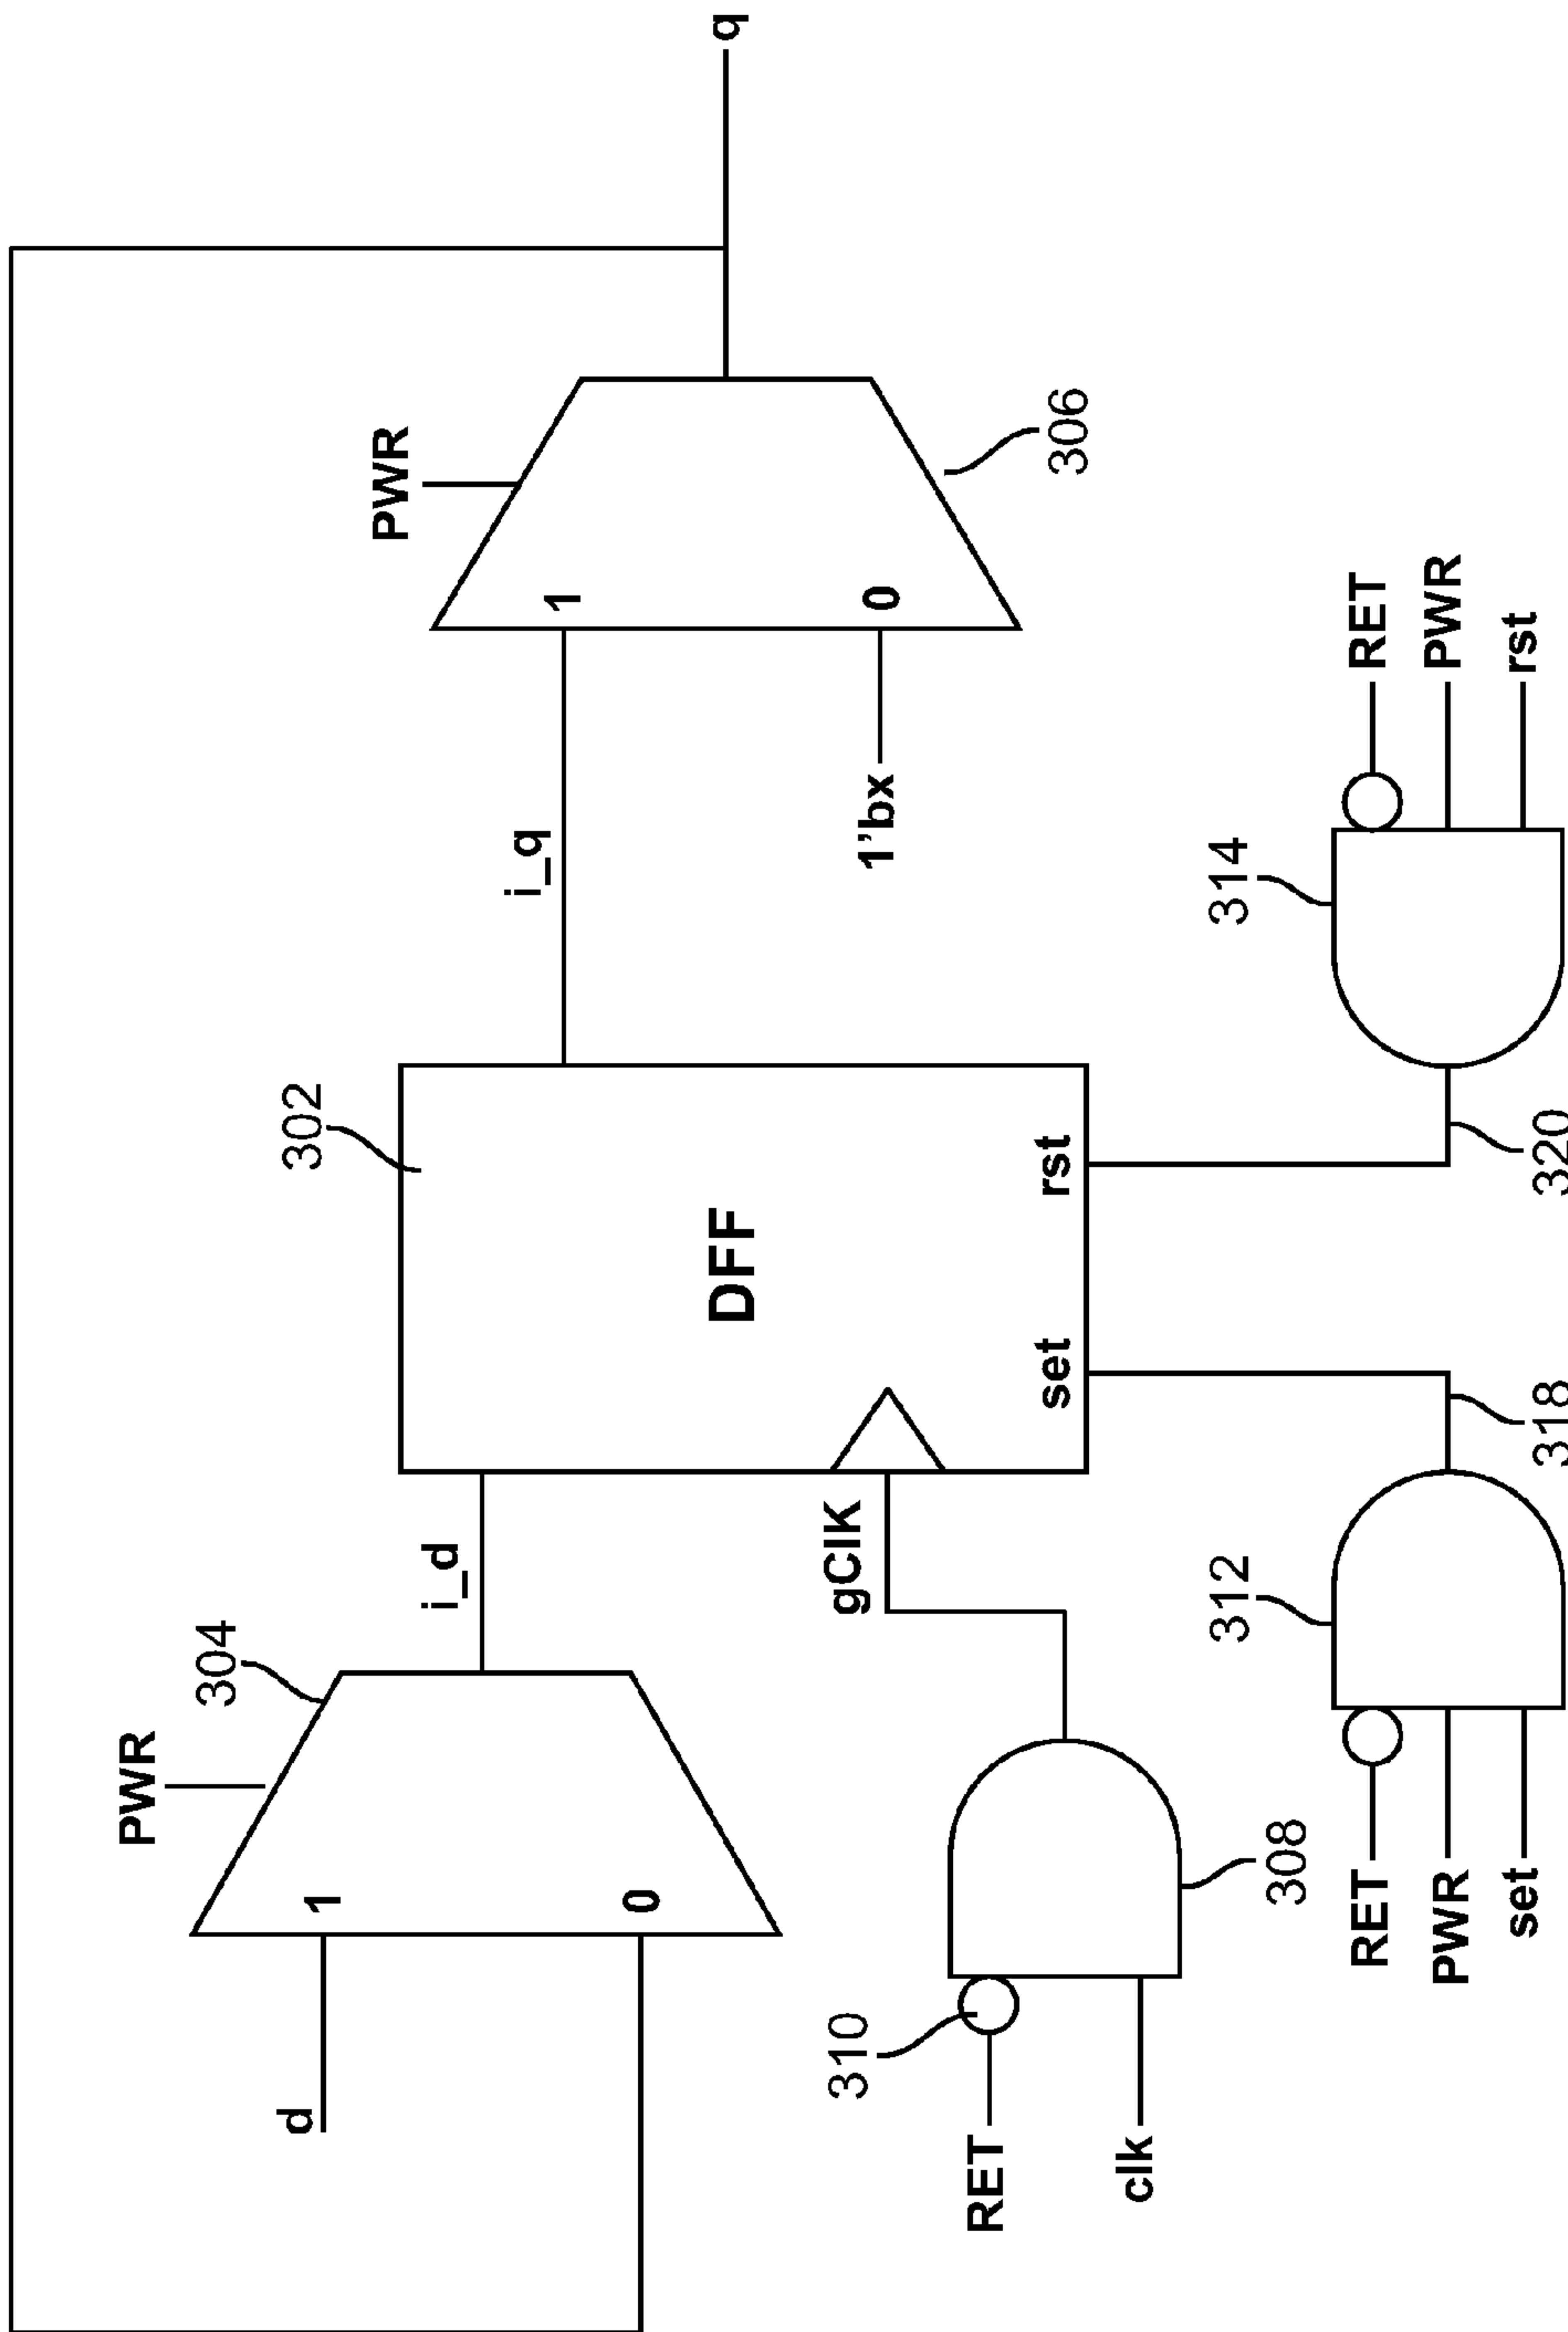 PWR
304
d
1
0
i_d
302
DFF
gClK
set
rst
i_q
PWR
1
0
1'bx
306
q
310
RET
clk
308
312
RET
PWR
set
318
320
314
RET
PWR
rst